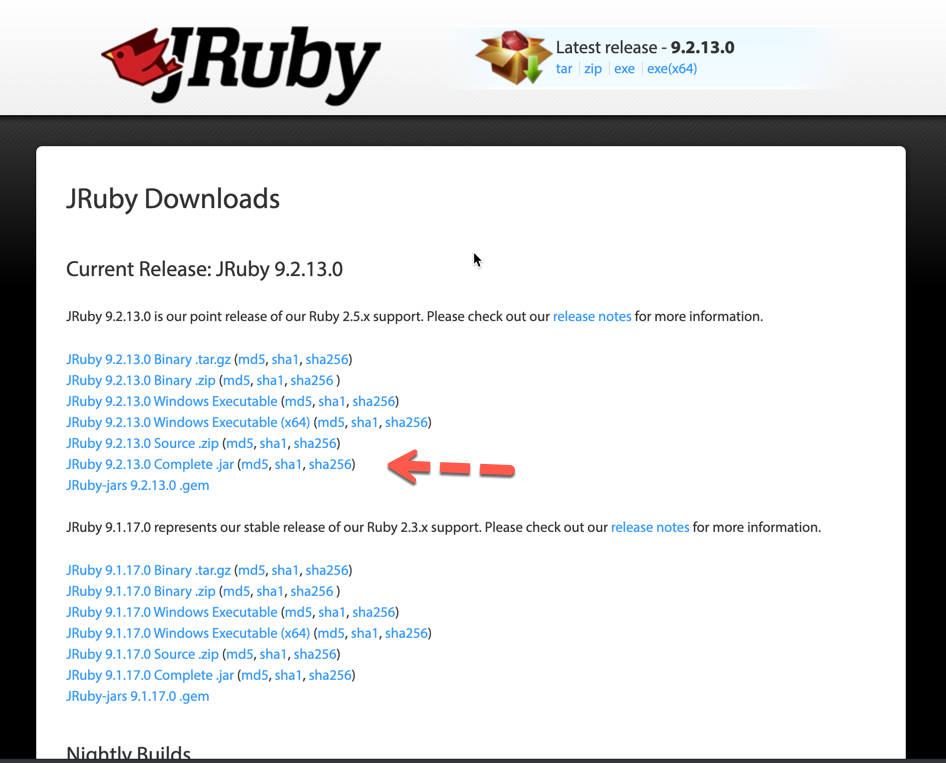 JRuby
Latest release - 9.2.13.0
tar zip exe exe(x64)
JRuby Downloads
Current Release: JRuby 9.2.13.0
JRuby 9.2.13.0 is our point release of our Ruby 2.5.x support. Please check out our release notes for more information.
JRuby 9.2.13.0 Binary .tar.gz (md5, sha1, sha256)
JRuby 9.2.13.0 Binary .zip (md5, sha1, sha256 )
JRuby 9.2.13.0 Windows Executable (md5, sha1, sha256)
JRuby 9.2.13.0 Windows Executable (x64) (md5, sha1, sha256)
JRuby 9.2.13.0 Source .zip (md5, sha1, sha256)
JRuby 9.2.13.0 Complete .jar (md5, sha1, sha256)
JRuby-jars 9.2.13.0 .gem
JRuby 9.1.17.0 represents our stable release of our Ruby 2.3.x support. Please check out our release notes for more information.
JRuby 9.1.17.0 Binary .tar.gz (md5, sha1, sha256)
JRuby 9.1.17.0 Binary .zip (md5, sha1, sha256 )
JRuby 9.1.17.0 Windows Executable (md5, sha1, sha256)
JRuby 9.1.17.0 Windows Executable (x64) (md5, sha1, sha256)
JRuby 9.1.17.0 Source .zip (md5, sha1, sha256)
JRuby 9.1.17.0 Complete .jar (md5, sha1, sha256)
JRuby-jars 9.1.17.0 .gem
Nightly Builds